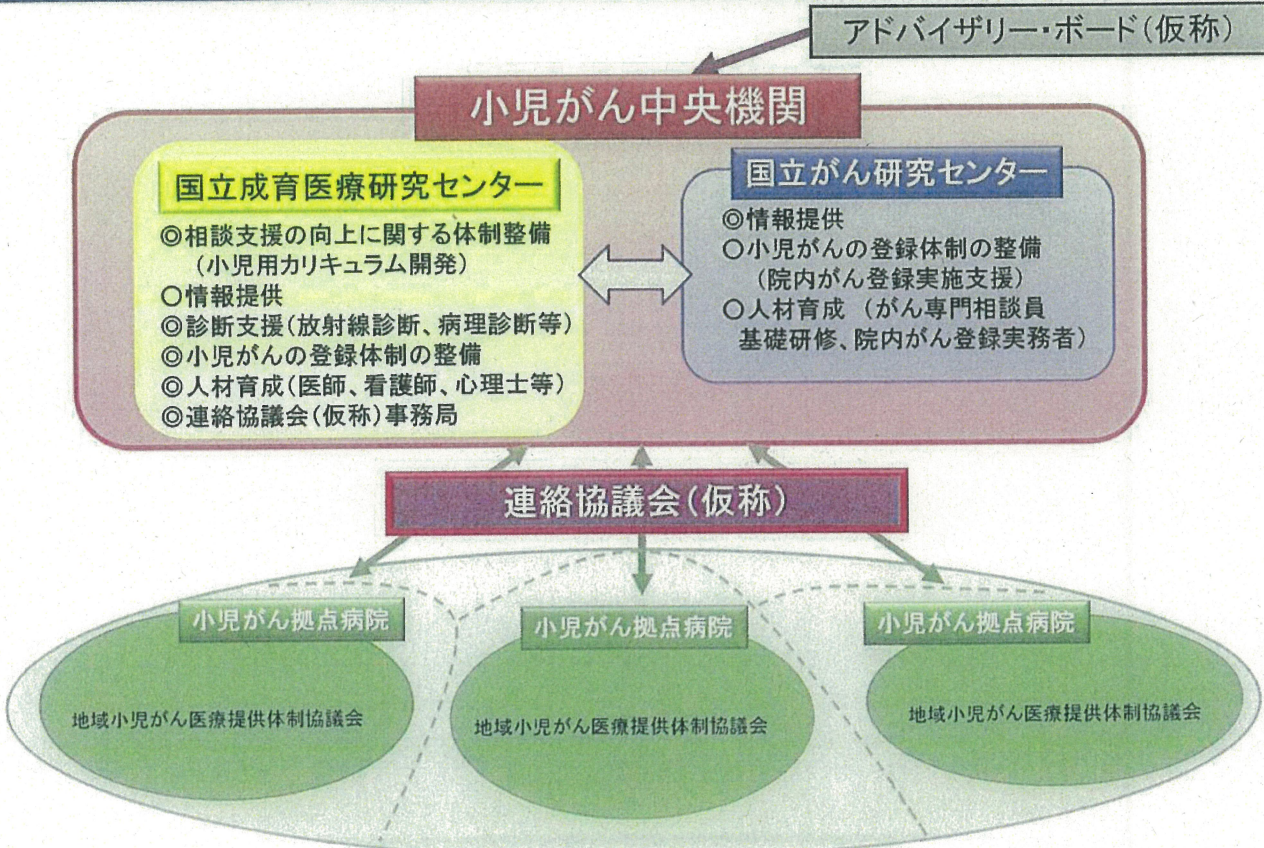 アドバイザリー・ボード(仮称)
小児がん中央機関
国立成育医療研究センター
◎相談支援の向上に関する体制整備
(小児用カリキュラム開発)
○情報提供
◎診断支援(放射線診断、病理診断等)
◎小児がんの登録体制の整備
◎人材育成(医師、看護師、心理士等)
◎連絡協議会(仮称)事務局
国立がん研究センター
◎情報提供
○小児がんの登録体制の整備
(院内がん登録実施支援)
○人材育成 (がん専門相談員
基礎研修、院内がん登録実務者)
連絡協議会(仮称)
小児がん拠点病院
地域小児がん医療提供体制協議会
小児がん拠点病院
地域小児がん医療提供体制協議会
小児がん拠点病院
地域小児がん医療提供体制協議会